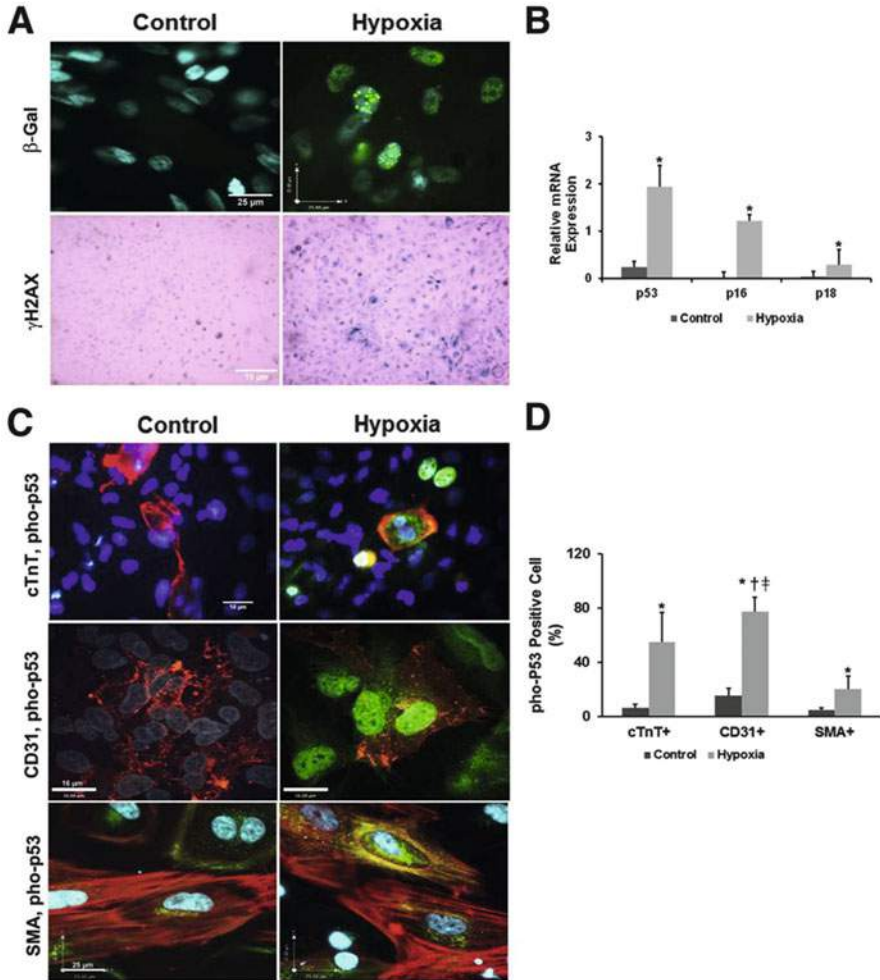 A
Control
Hypoxia
β-Gal
25 µm
γH2AX
B
Relative mRNA
Expression
3
2
1
0
*
*
*
p53
p16
p18
Control
Hypoxia
C
Control
Hypoxia
cTnT, pho-p53
CD31, pho-p53
16 µm
SMA, pho-p53
25 µm
D
pho-P53 Positive Cell
(%)
120
80
40
0
*
* † ‡
*
cTnT+
CD31+
SMA+
Control
Hypoxia